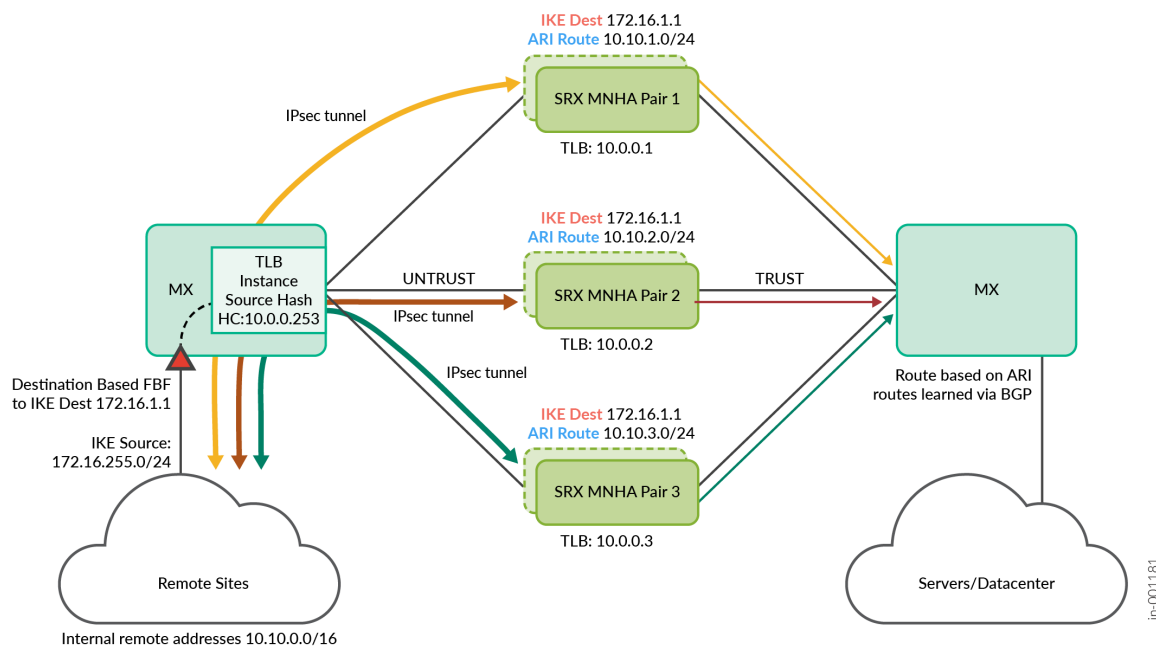 IKE Dest 172.16.1.1
ARI Route 10.10.1.0/24
SRX MNHA Pair 1
TLB: 10.0.0.1
IPsec tunnel
IKE Dest 172.16.1.1
ARI Route 10.10.2.0/24
SRX MNHA Pair 2
TLB: 10.0.0.2
MX
TLB
Instance
Source Hash
HC:10.0.0.253
UNTRUST
IPsec tunnel
TRUST
MX
IPsec tunnel
Destination Based FBF
to IKE Dest 172.16.1.1
IKE Source:
172.16.255.0/24
Route based on ARI
routes learned via BGP
IKE Dest 172.16.1.1
ARI Route 10.10.3.0/24
SRX MNHA Pair 3
TLB: 10.0.0.3
Remote Sites
Internal remote addresses 10.10.0.0/16
Servers/Datacenter
jn-001181